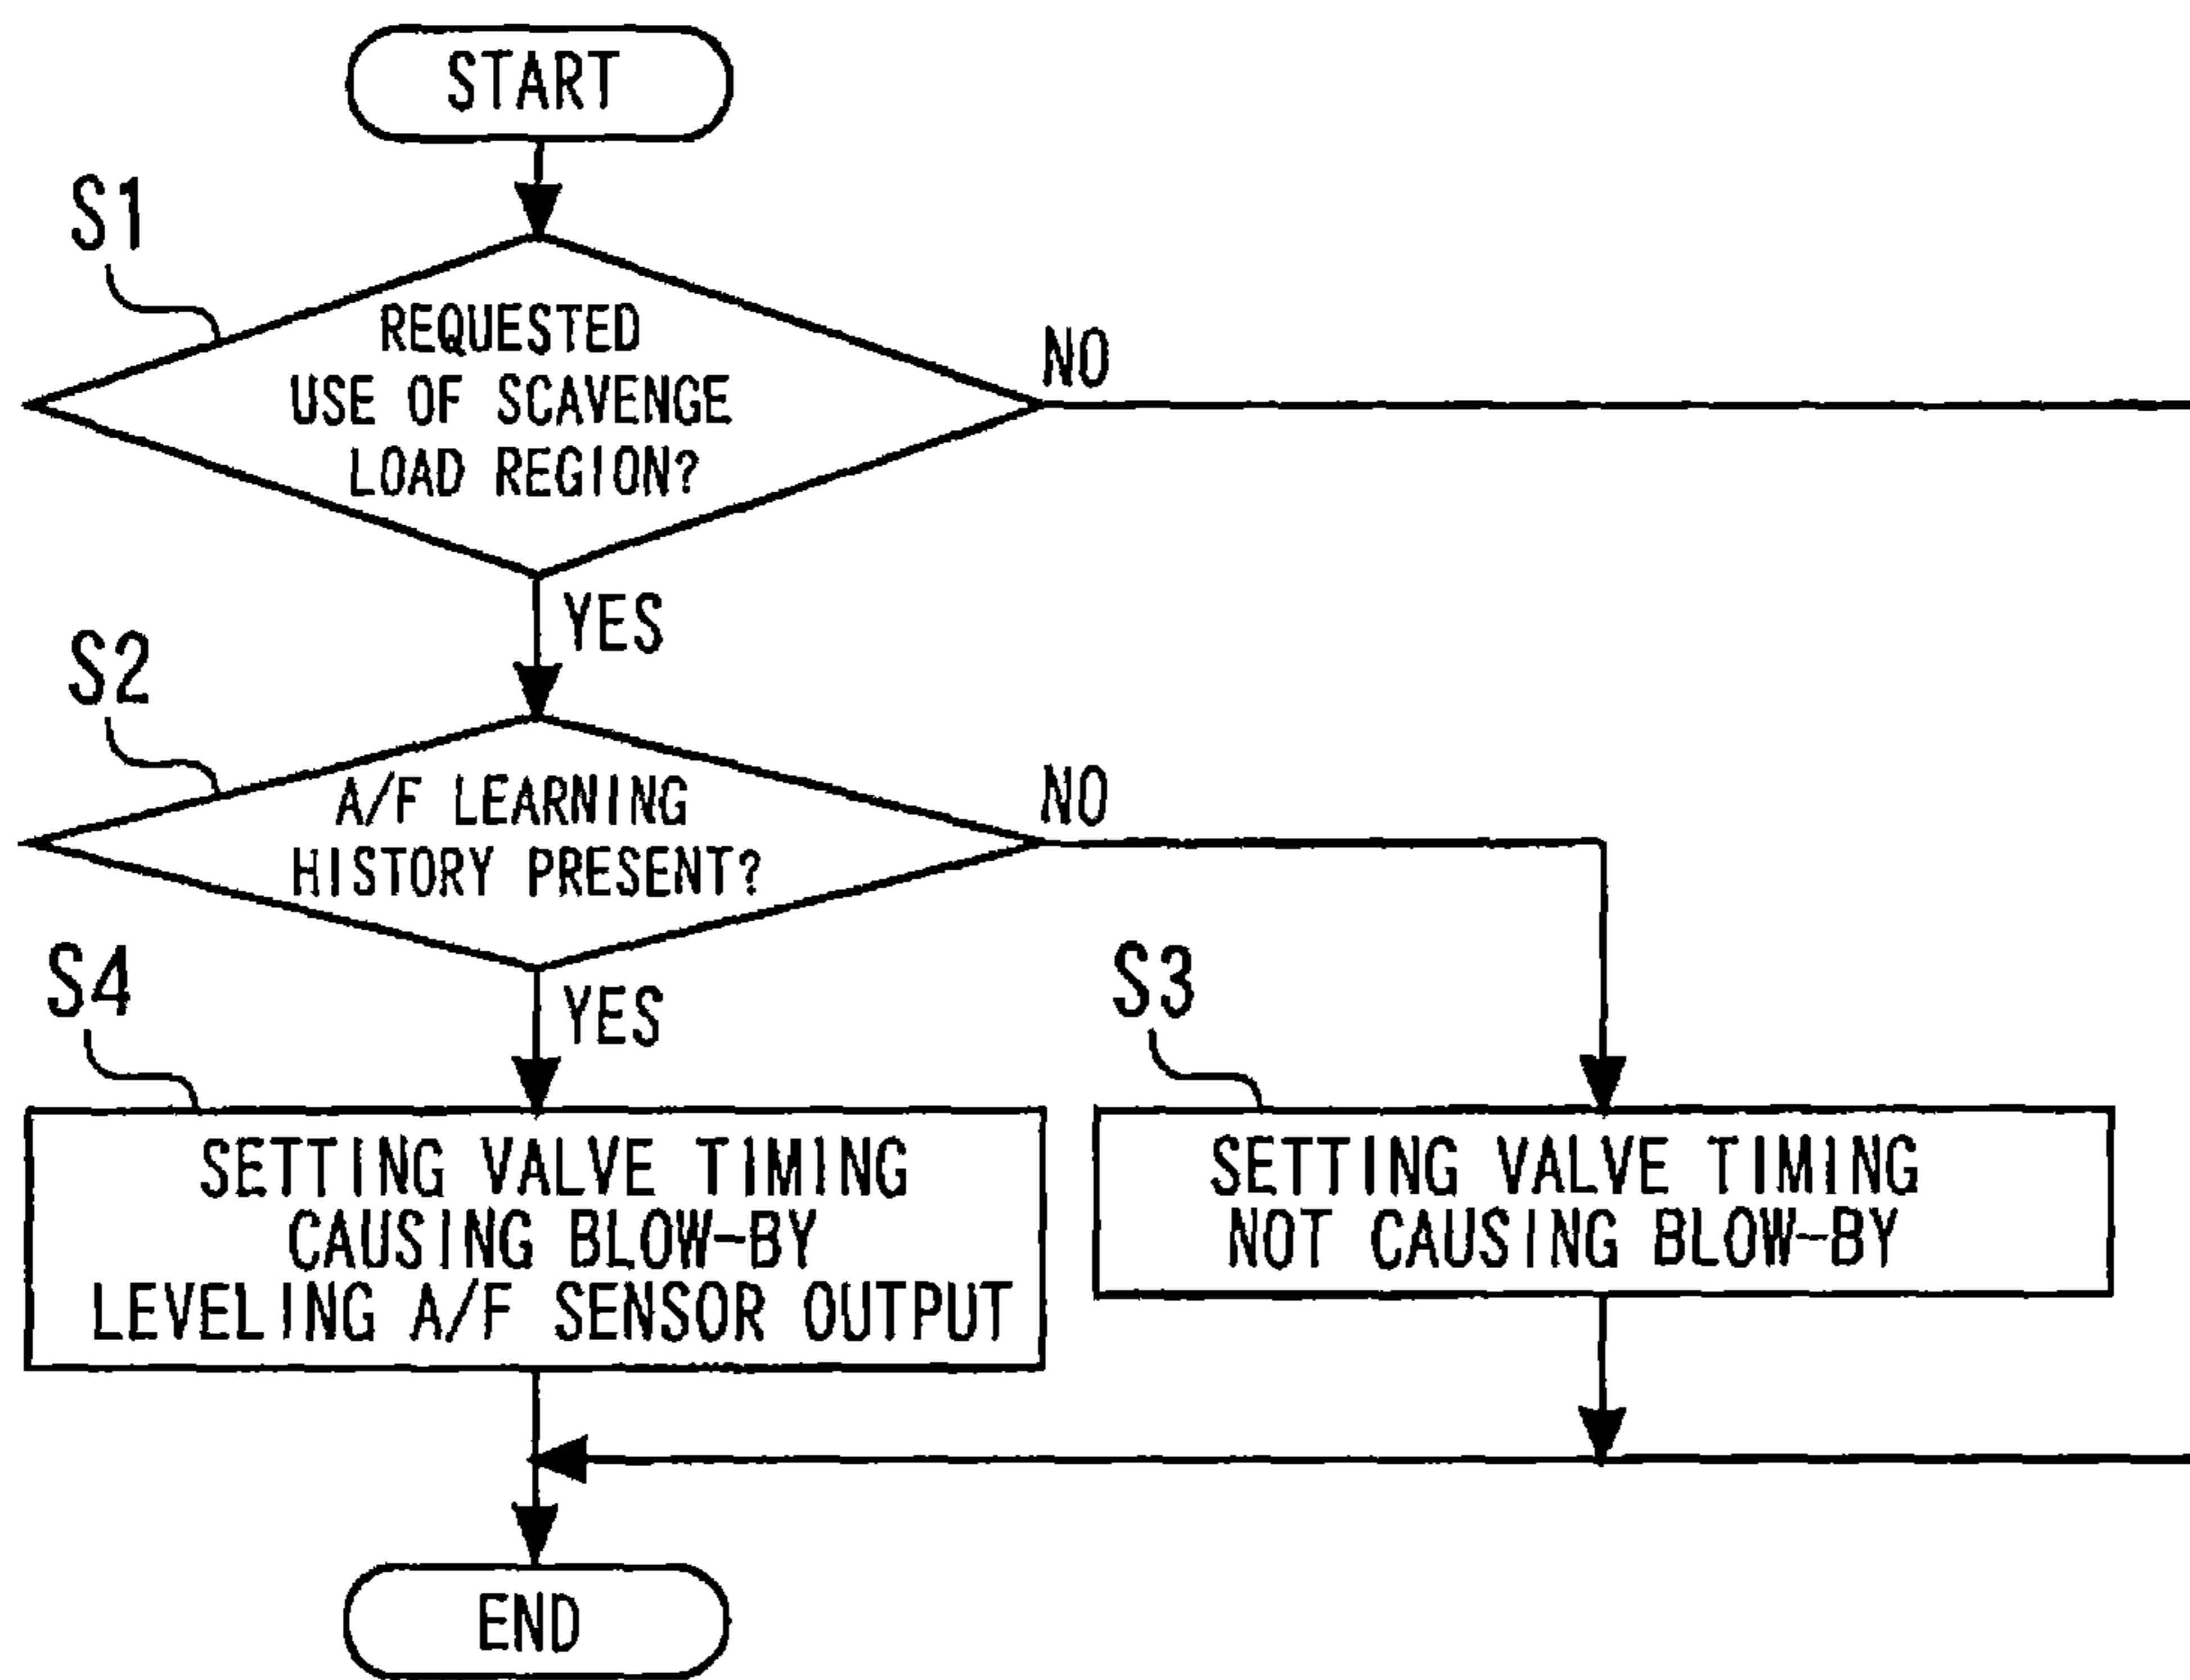 START
S1
REQUESTED
USE OF SCAVENGE
LOAD REGION?
NO
YES
S2
A/F LEARNING
HISTORY PRESENT?
NO
YES
S4
S3
SETTING VALVE TIMING
CAUSING BLOW-BY
LEVELING A/F SENSOR OUTPUT
SETTING VALVE TIMING
NOT CAUSING BLOW-BY
END